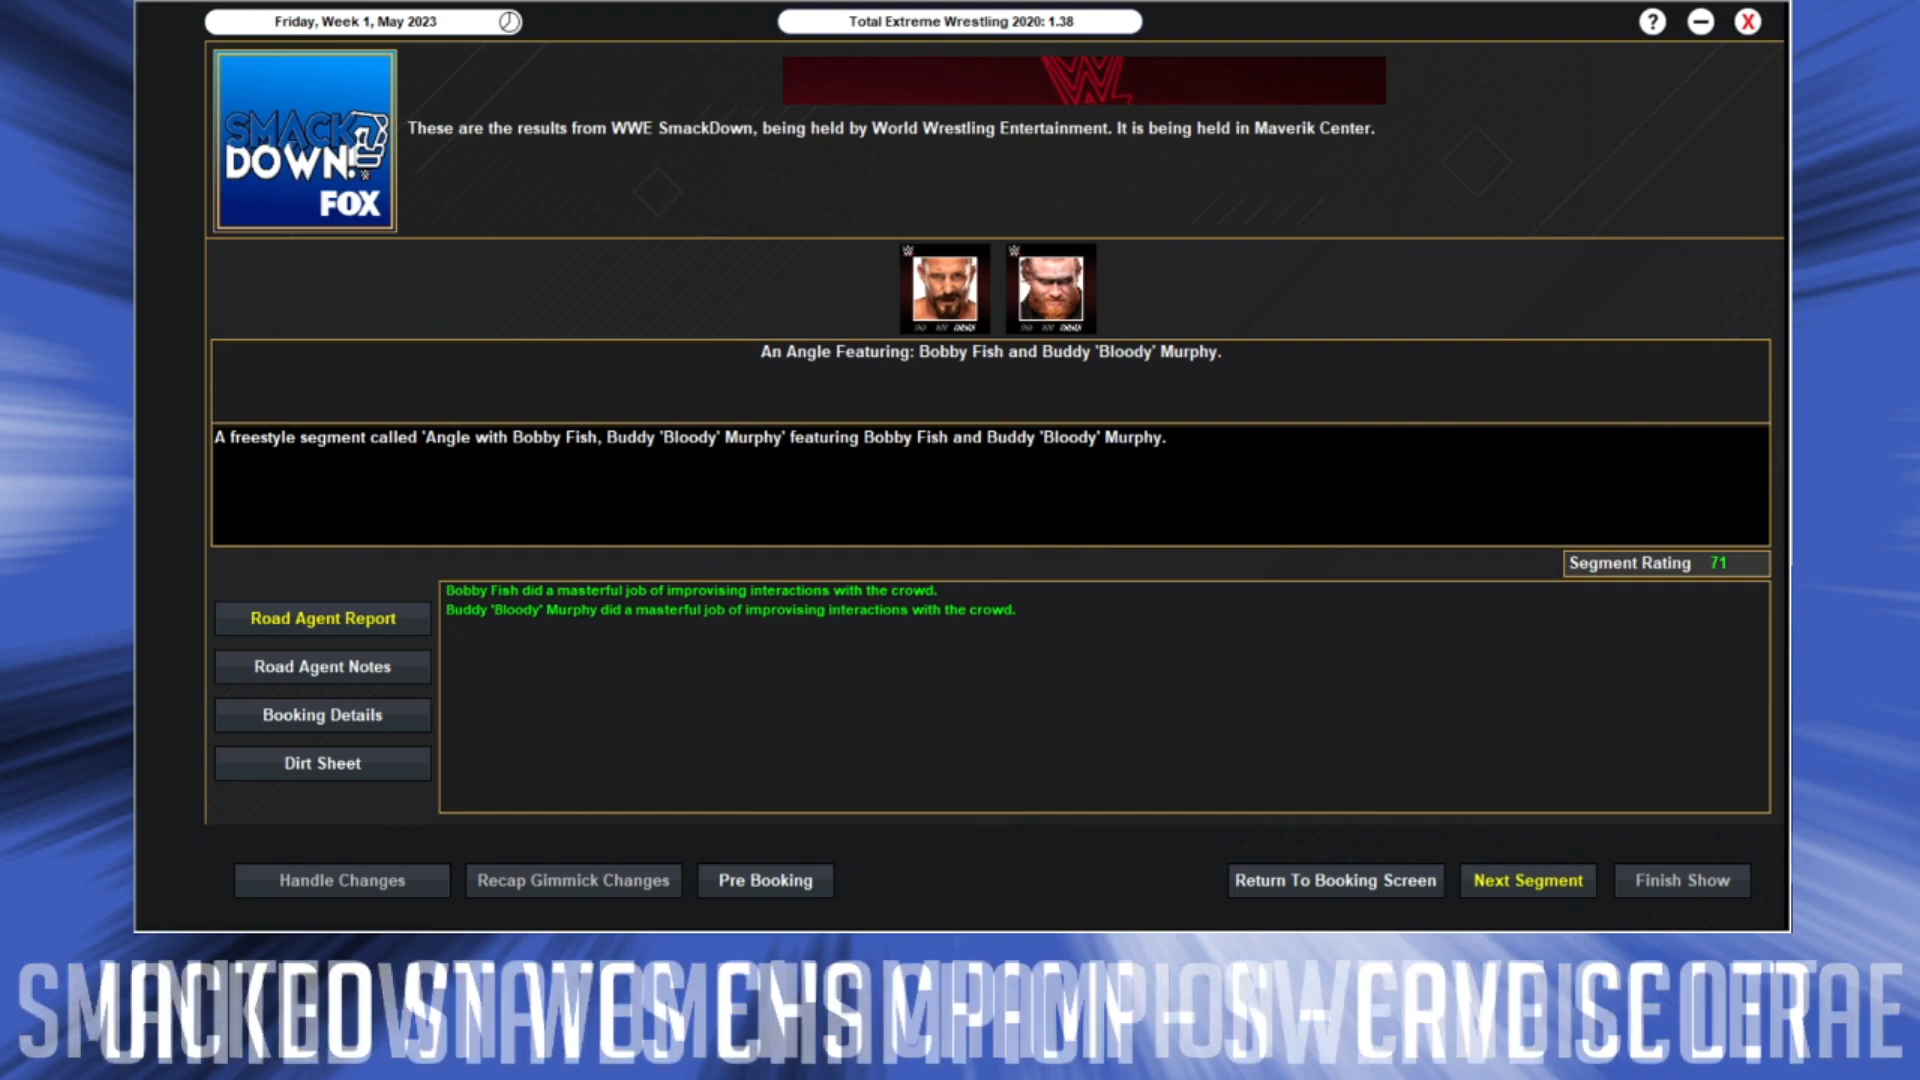 Friday, Week 1, May 2023
Total Extreme Wrestling 2020: 1.38
?
X
SMACK
DOWN!
FOX
These are the results from WWE SmackDown, being held by World Wrestling Entertainment. It is being held in Maverik Center.
An Angle Featuring: Bobby Fish and Buddy 'Bloody' Murphy.
A freestyle segment called 'Angle with Bobby Fish, Buddy 'Bloody' Murphy' featuring Bobby Fish and Buddy 'Bloody' Murphy.
Segment Rating 71
Bobby Fish did a masterful job of improvising interactions with the crowd.
Buddy 'Bloody' Murphy did a masterful job of improvising interactions with the crowd.
Road Agent Report
Road Agent Notes
Booking Details
Dirt Sheet
Handle Changes
Recap Gimmick Changes
Pre Booking
Return To Booking Screen
Next Segment
Finish Show